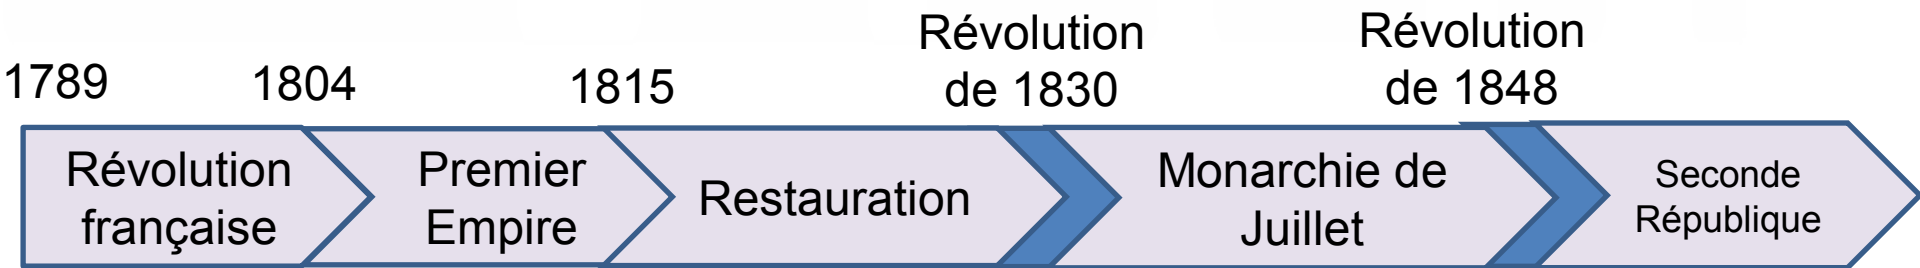 1789
1804
1815
Révolution
de 1830
Révolution
de 1848
Révolution
française
Premier
Empire
Restauration
Monarchie de
Juillet
Seconde
République